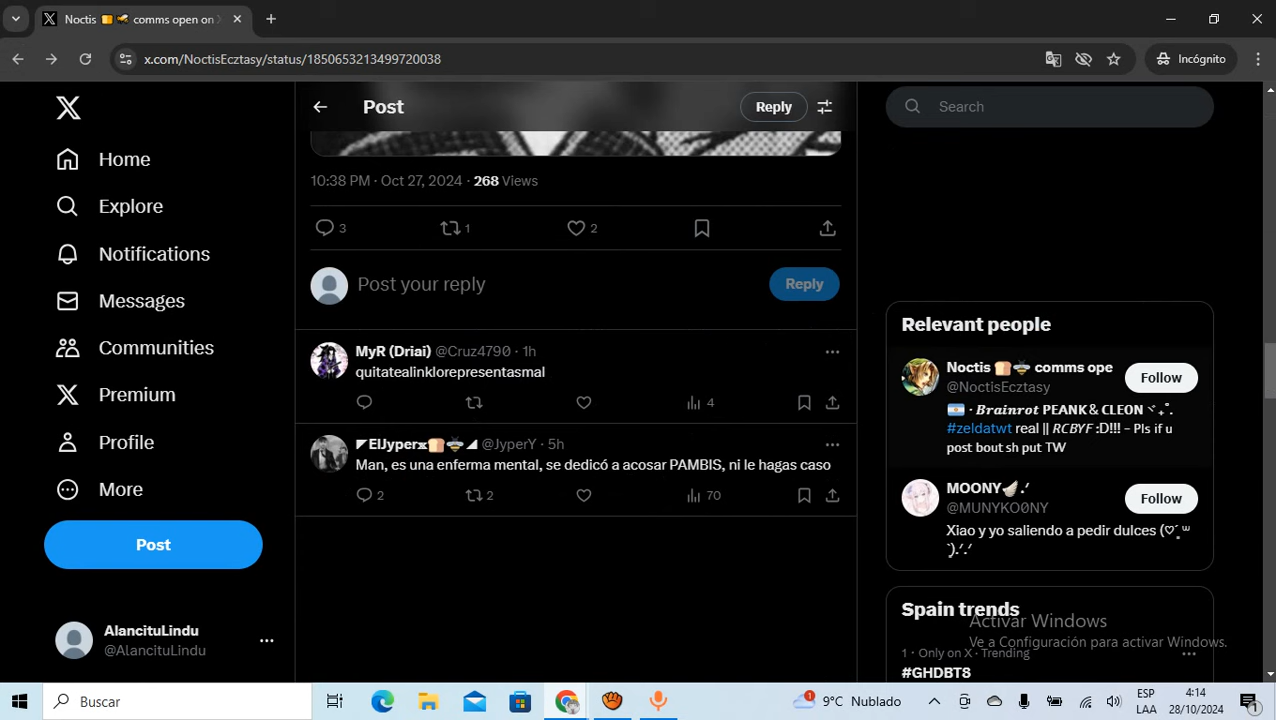 Noctis 🍞🐝 comms open on X
x.com/NoctisEcztasy/status/1850653213499720038
Incógnito
Home
Explore
Notifications
Messages
Communities
Premium
Profile
More
Post
AlancituLindu
@AlancituLindu
Post
Reply
10:38 PM · Oct 27, 2024 · 268 Views
3
1
2
Post your reply
Reply
MyR (Driai) @Cruz4790 · 1h
quitatealinklorepresentasmal
4
◤ElJyperx🍞🐝◢ @JyperY · 5h
Man, es una enferma mental, se dedicó a acosar PAMBIS, ni le hagas caso
2
2
70
Search
Relevant people
Noctis 🍞🐝 comms ope
@NoctisEcztasy
Follow
🇦🇷 · Brainrot PEANK & CLEON ヾ₊˚.
#zeldatwt real || RCBYF :D!!! – Pls if u
post bout sh put TW
MOONY🪽.ᐟ
@MUNYKO0NY
Follow
Xiao y yo saliendo a pedir dulces (♡´͈ ꒳
`͈).ᐟ.ᐟ
Spain trends
1 · Only on X · Trending
#GHDBT8
Activar Windows
Ve a Configuración para activar Windows.
Buscar
1
9°C Nublado
ESP
LAA
4:14
28/10/2024
1